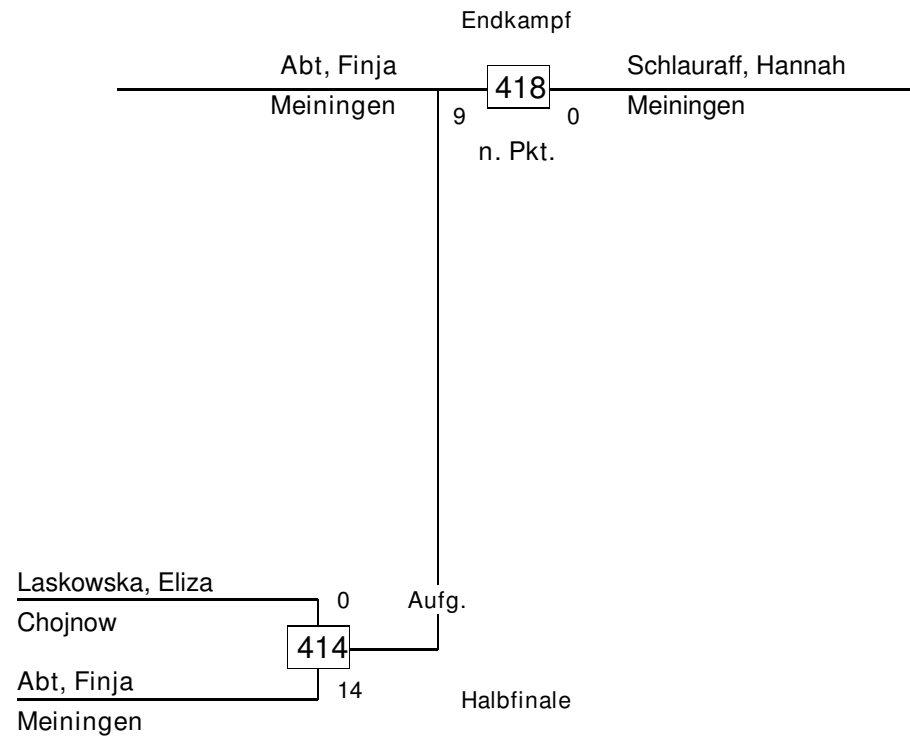 Endkampf
Abt, Finja
418
Schlauraff, Hannah
Meiningen
9
0
Meiningen
n. Pkt.
Laskowska, Eliza
0
Aufg.
Chojnow
414
Abt, Finja
14
Halbfinale
Meiningen